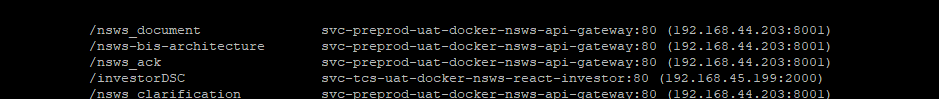 /nsws_document svc-preprod-uat-docker-nsws-api-gateway:80 (192.168.44.203:8001)
/nsws-bis-architecture svc-preprod-uat-docker-nsws-api-gateway:80 (192.168.44.203:8001)
/nsws_ack svc-preprod-uat-docker-nsws-api-gateway:80 (192.168.44.203:8001)
/investorDSC svc-tcs-uat-docker-nsws-react-investor:80 (192.168.45.199:2000)
/nsws_clarification svc-preprod-uat-docker-nsws-api-gateway:80 (192.168.44.203:8001)